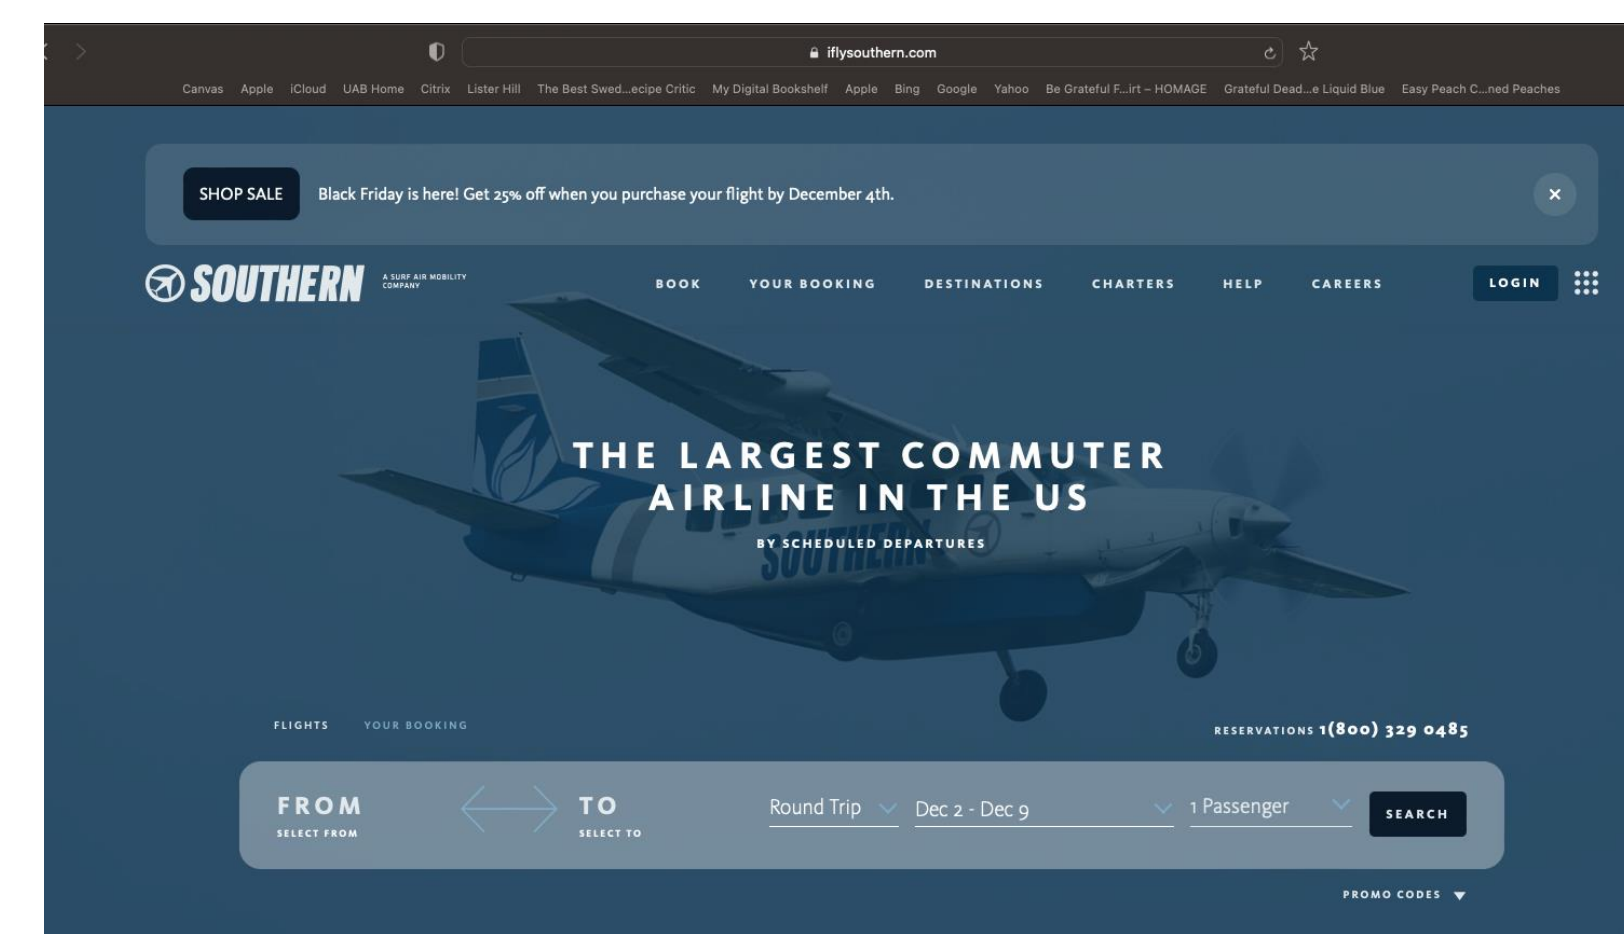 iflysouthern.com
Canvas Apple iCloud UAB Home Citrix Lister Hill The Best Swed...ecipe Critic My Digital Bookshelf Apple Bing Google Yahoo Be Grateful F...irt – HOMAGE Grateful Dead...e Liquid Blue Easy Peach C...ned Peaches
SHOP SALE Black Friday is here! Get 25% off when you purchase your flight by December 4th.
SOUTHERN A SURF AIR MOBILITY COMPANY BOOK YOUR BOOKING DESTINATIONS CHARTERS HELP CAREERS LOGIN
THE LARGEST COMMUTER
AIRLINE IN THE US
BY SCHEDULED DEPARTURES
SOUTHERN
FLIGHTS YOUR BOOKING RESERVATIONS 1(800) 329 0485
FROM TO Round Trip Dec 2 - Dec 9 1 Passenger SEARCH
SELECT FROM SELECT TO
PROMO CODES